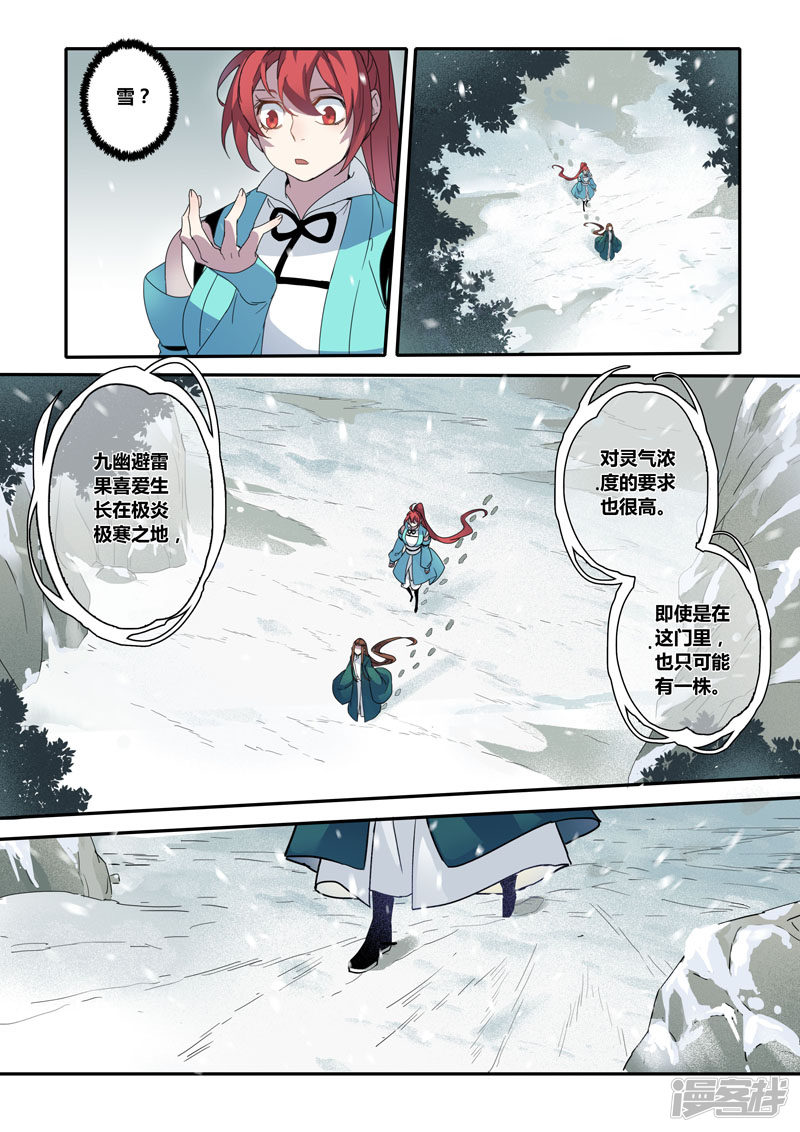 雪？
九幽避雷
果喜爱生
长在极炎
极寒之地，
对灵气浓
度的要求
也很高。
即使是在
这门里，
也只可能
有一株。
漫客栈